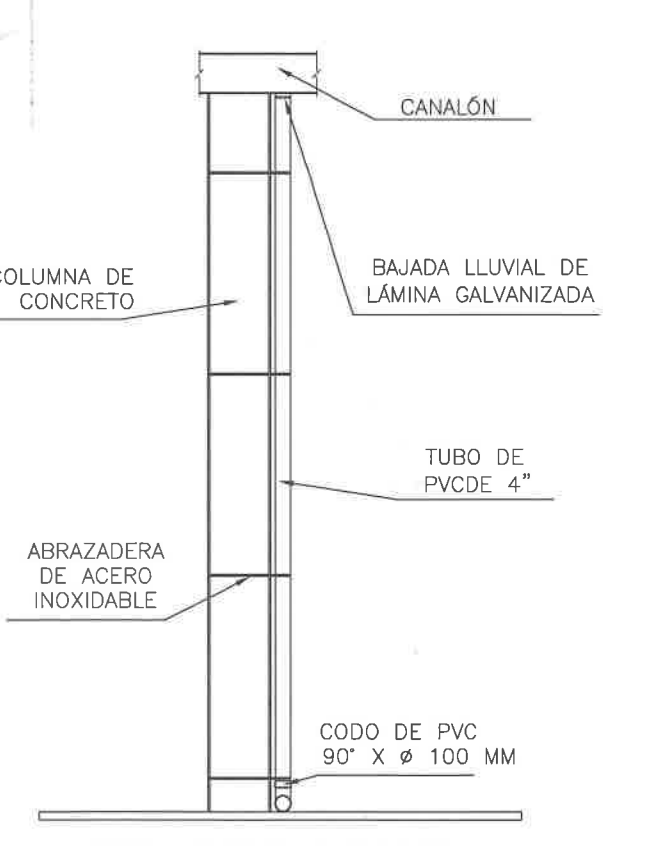 CANALÓN
BAJADA LLUVIAL DE
LÁMINA GALVANIZADA
COLUMNA DE
CONCRETO
TUBO DE
PVCDE 4"
ABRAZADERA
DE ACERO
INOXIDABLE
CODO DE PVC
90° X ø 100 MM